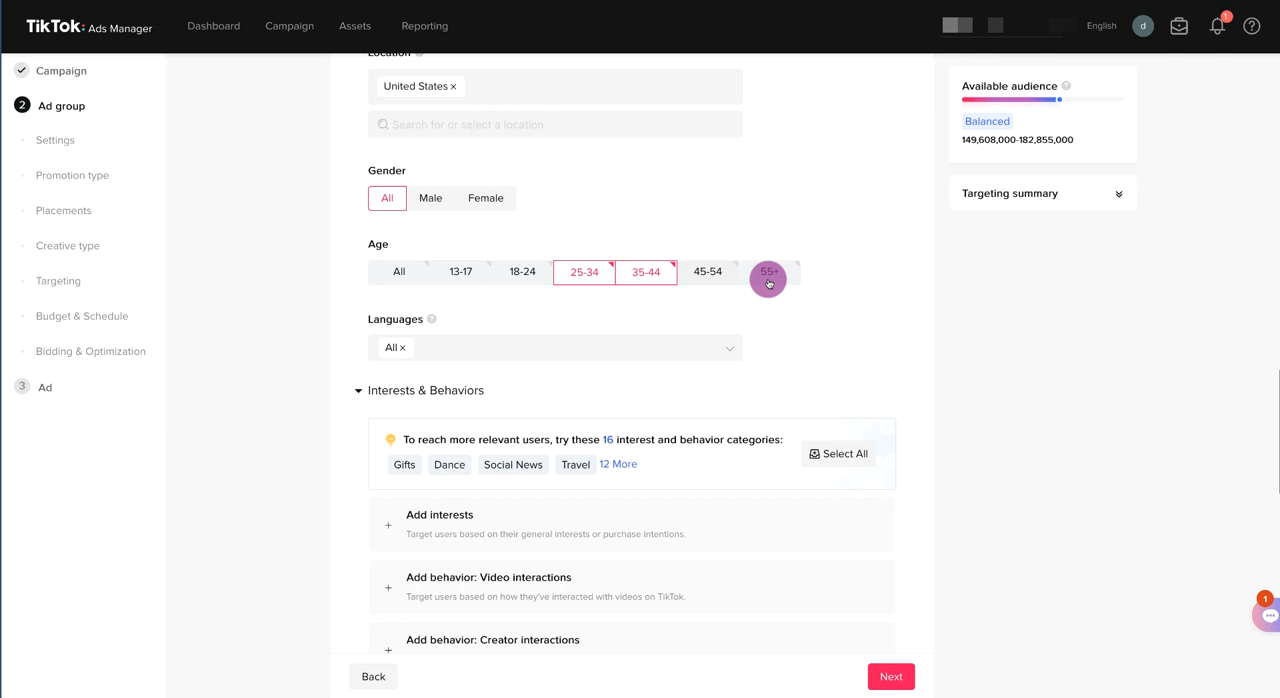 TikTok: Ads Manager
Dashboard
Campaign
Assets
Reporting
English
d
1
Campaign
2 Ad group
Settings
Promotion type
Placements
Creative type
Targeting
Budget & Schedule
Bidding & Optimization
3 Ad
Location
United States ×
Search for or select a location
Gender
All
Male
Female
Age
All
13-17
18-24
25-34
35-44
45-54
55+
Languages ?
All ×
Interests & Behaviors
To reach more relevant users, try these 16 interest and behavior categories:
Gifts
Dance
Social News
Travel
12 More
Select All
+ Add interests
Target users based on their general interests or purchase intentions.
+ Add behavior: Video interactions
Target users based on how they've interacted with videos on TikTok.
+ Add behavior: Creator interactions
Back
Next
Available audience ?
Balanced
149,608,000-182,855,000
Targeting summary
1